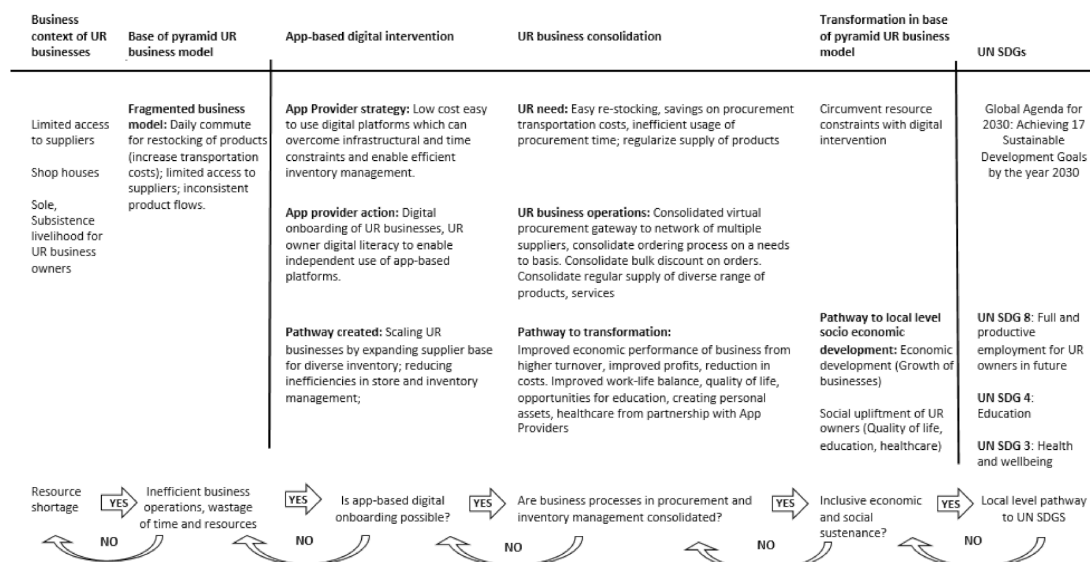 Business
context of UR
businesses
Base of pyramid UR
business model
App-based digital intervention
UR business consolidation
Transformation in base
of pyramid UR business
model
UN SDGs
Limited access
to suppliers
Shop houses
Sole,
Subsistence
livelihood for
UR business
owners
Fragmented business
model: Daily commute
for restocking of products
(increase transportation
costs); limited access to
suppliers; inconsistent
product flows.
App Provider strategy: Low cost easy
to use digital platforms which can
overcome infrastructural and time
constraints and enable efficient
inventory management.
App provider action: Digital
onboarding of UR businesses, UR
owner digital literacy to enable
independent use of app-based
platforms.
Pathway created: Scaling UR
businesses by expanding supplier base
for diverse inventory; reducing
inefficiencies in store and inventory
management;
UR need: Easy re-stocking, savings on procurement
transportation costs, inefficient usage of
procurement time; regularize supply of products
UR business operations: Consolidated virtual
procurement gateway to network of multiple
suppliers, consolidate ordering process on a needs
to basis. Consolidate bulk discount on orders.
Consolidate regular supply of diverse range of
products, services
Pathway to transformation:
Improved economic performance of business from
higher turnover, improved profits, reduction in
costs. Improved work-life balance, quality of life,
opportunities for education, creating personal
assets, healthcare from partnership with App
Providers
Circumvent resource
constraints with digital
intervention
Pathway to local level
socio economic
development: Economic
development (Growth of
businesses)
Social upliftment of UR
owners (Quality of life,
education, healthcare)
Global Agenda for
2030: Achieving 17
Sustainable
Development Goals
by the year 2030
UN SDG 8: Full and
productive
employment for UR
owners in future
UN SDG 4:
Education
UN SDG 3: Health
and wellbeing
Resource
shortage
YES
NO
Inefficient business
operations, wastage
of time and resources
YES
NO
Is app-based digital
onboarding possible?
YES
NO
Are business processes in procurement and
inventory management consolidated?
YES
NO
Inclusive economic
and social
sustenance?
YES
NO
Local level pathway
to UN SDGS